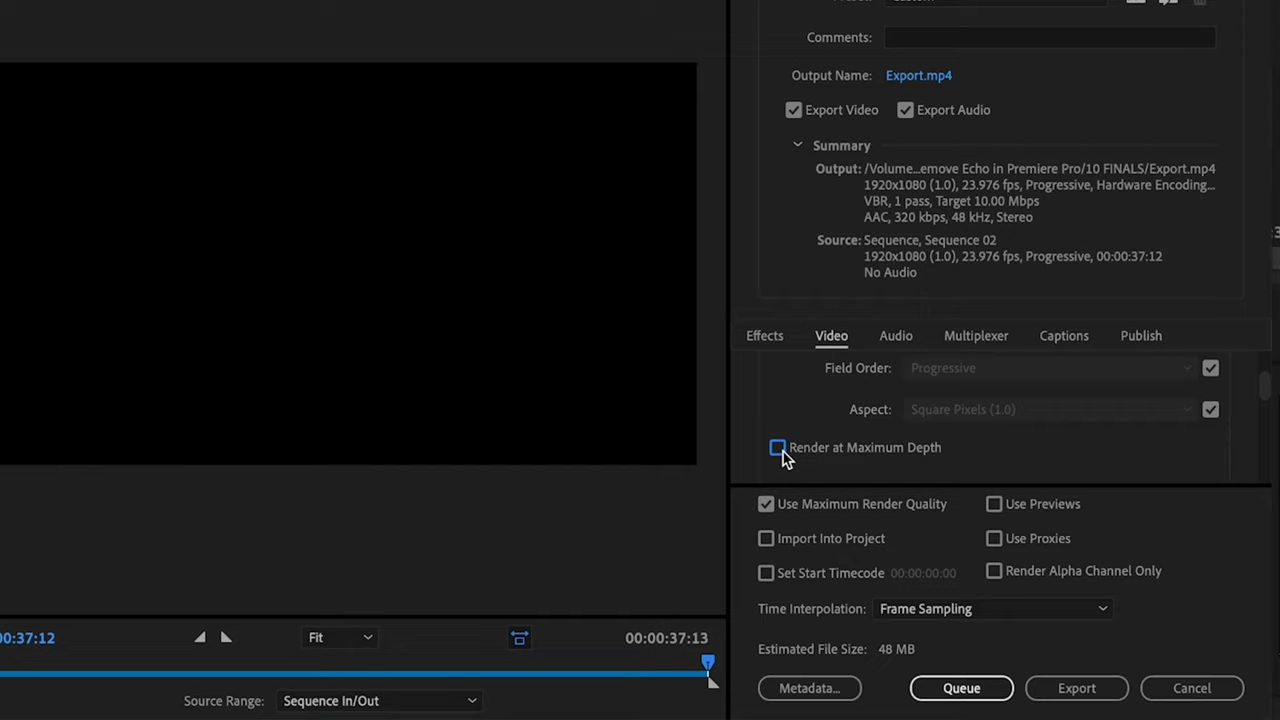 Comments:
Output Name: Export.mp4
Export Video Export Audio
Summary
Output: /Volume...emove Echo in Premiere Pro/10 FINALS/Export.mp4
1920x1080 (1.0), 23.976 fps, Progressive, Hardware Encoding...
VBR, 1 pass, Target 10.00 Mbps
AAC, 320 kbps, 48 kHz, Stereo
Source: Sequence, Sequence 02
1920x1080 (1.0), 23.976 fps, Progressive, 00:00:37:12
No Audio
Effects Video Audio Multiplexer Captions Publish
Field Order: Progressive
Aspect: Square Pixels (1.0)
Render at Maximum Depth
Use Maximum Render Quality Use Previews
Import Into Project Use Proxies
Set Start Timecode 00:00:00:00 Render Alpha Channel Only
Time Interpolation: Frame Sampling
Estimated File Size: 48 MB
Metadata... Queue Export Cancel
00:37:12 Fit 00:00:37:13
Source Range: Sequence In/Out